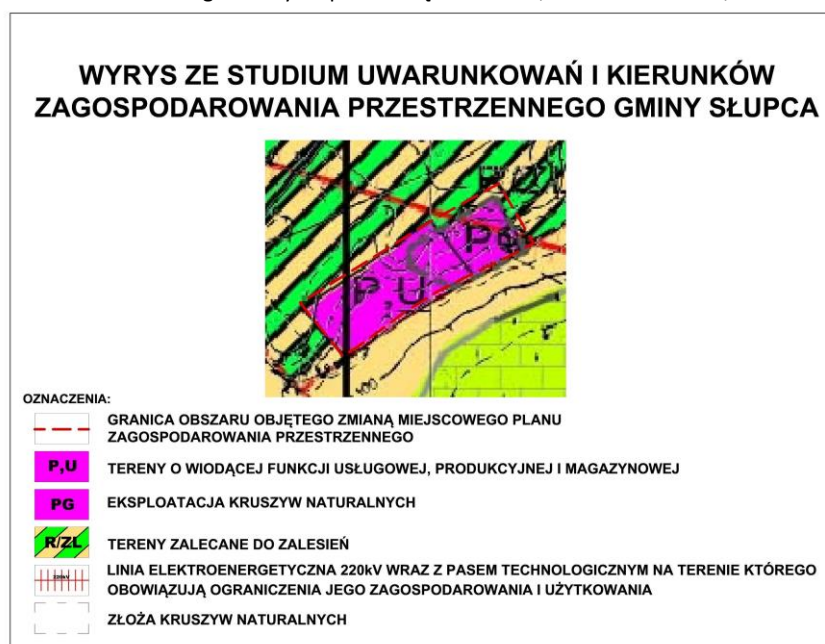 WYRYS ZE STUDIUM UWARUNKOWAŃ I KIERUNKÓW
ZAGOSPODAROWANIA PRZESTRZENNEGO GMINY SŁUPCA
PG
P,U
400
OZNACZENIA:
GRANICA OBSZARU OBJĘTEGO ZMIANĄ MIEJSCOWEGO PLANU
ZAGOSPODAROWANIA PRZESTRZENNEGO
P,U TERENY O WIODĄCEJ FUNKCJI USŁUGOWEJ, PRODUKCYJNEJ I MAGAZYNOWEJ
PG EKSPLOATACJA KRUSZYW NATURALNYCH
R/ZL TERENY ZALECANE DO ZALESIEŃ
220kV LINIA ELEKTROENERGETYCZNA 220kV WRAZ Z PASEM TECHNOLOGICZNYM NA TERENIE KTÓREGO
OBOWIĄZUJĄ OGRANICZENIA JEGO ZAGOSPODAROWANIA I UŻYTKOWANIA
ZŁOŻA KRUSZYW NATURALNYCH